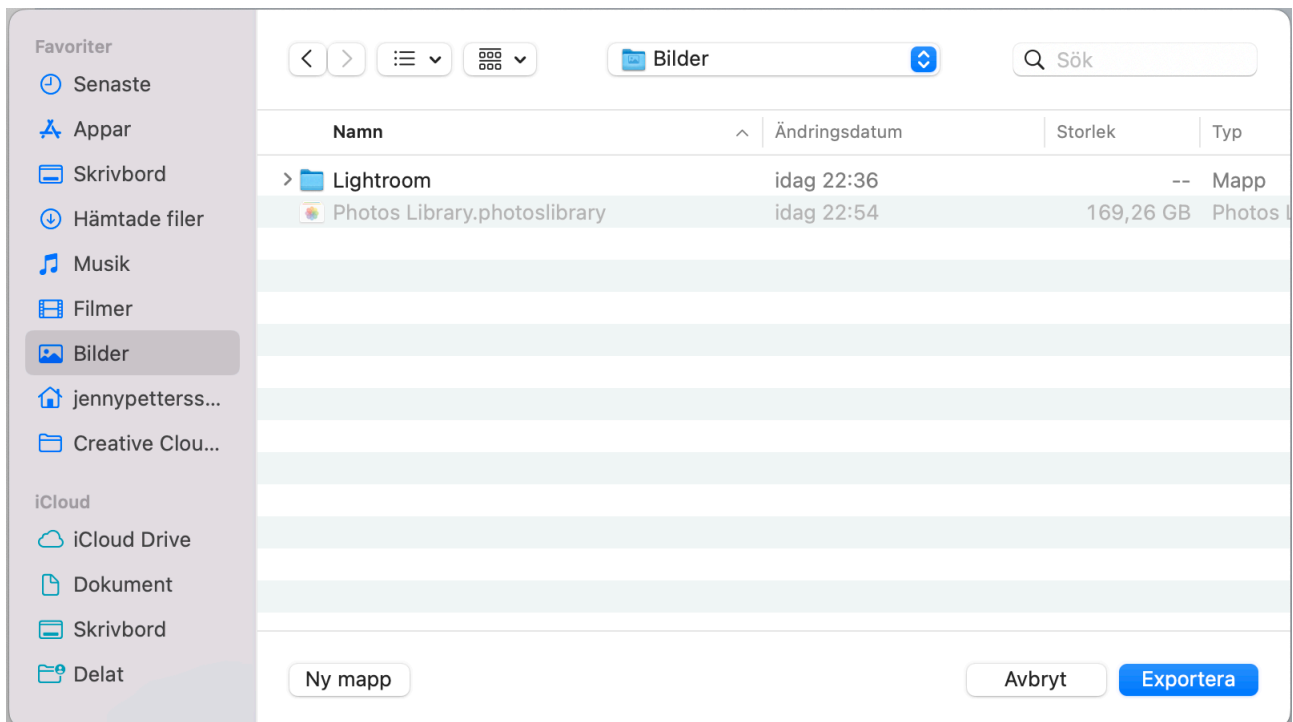 Favoriter
Senaste
Appar
Skrivbord
Hämtade filer
Musik
Filmer
Bilder
jennypetterss...
Creative Clou...
iCloud
iCloud Drive
Dokument
Skrivbord
Delat
Bilder
Sök
Namn Ändringsdatum Storlek Typ
Lightroom idag 22:36 -- Mapp
Photos Library.photoslibrary idag 22:54 169,26 GB Photos L
Ny mapp Avbryt Exportera